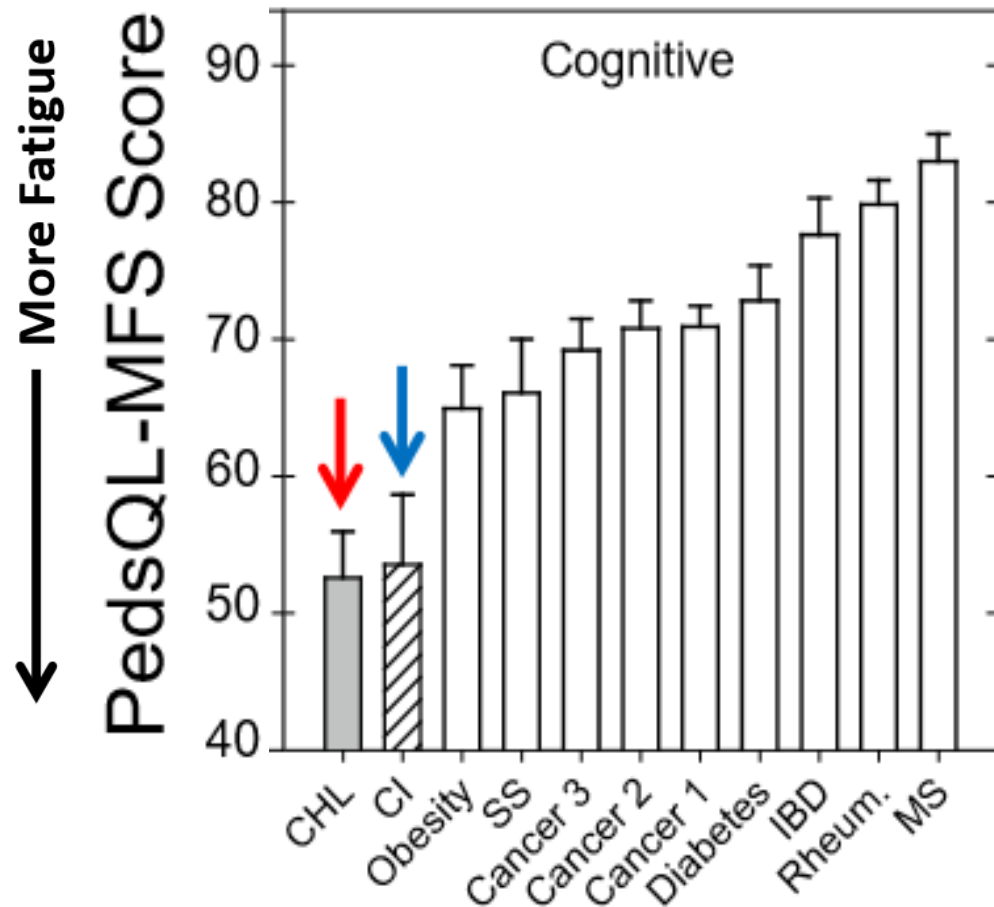 More Fatigue
PedsQL-MFS Score
Cognitive
90
80
70
60
50
40
CHL
CI
Obesity
SS
Cancer 3
Cancer 2
Cancer 1
Diabetes
IBD
Rheum.
MS